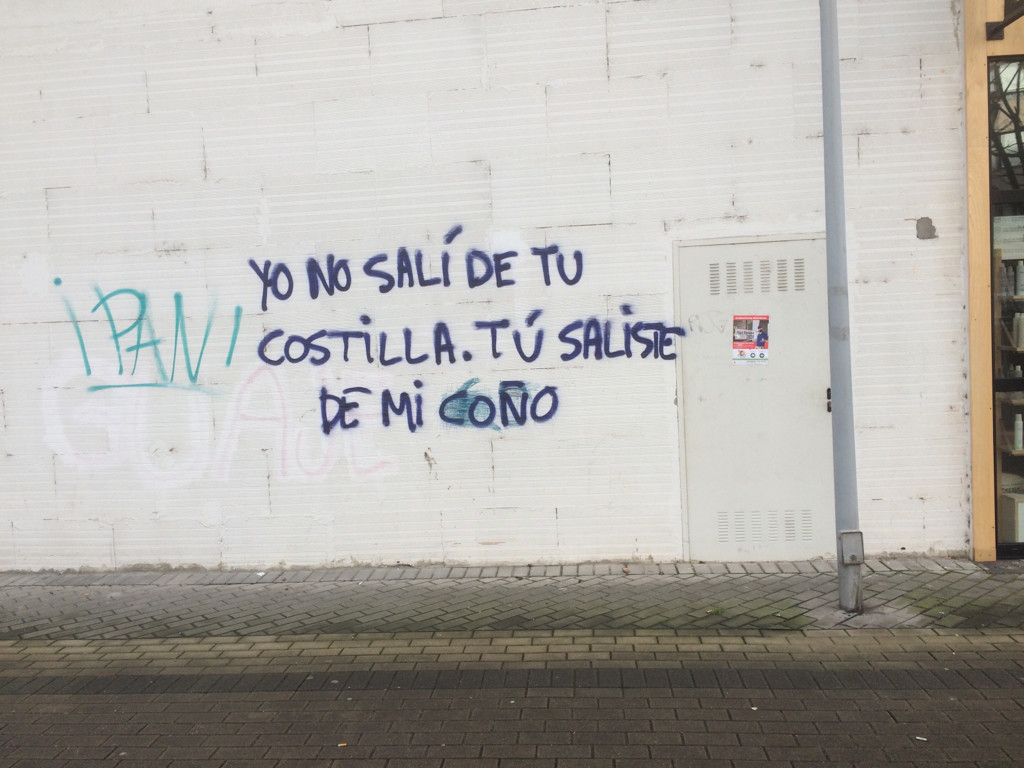 ¡PAN!
YO NO SALÍ DE TU
COSTILLA. TÚ SALISTE
DE MI COÑO